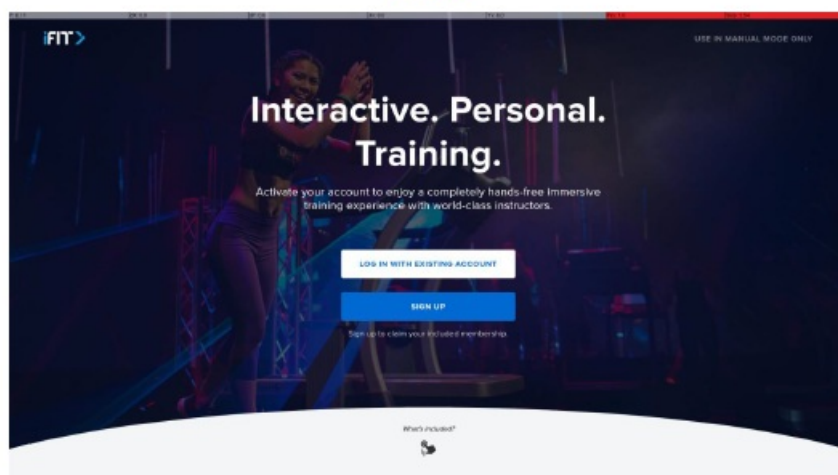 iFIT
USE IN MANUAL MODE ONLY
Interactive. Personal.
Training.
Activate your account to enjoy a completely hands-free immersive
training experience with world-class instructors.
LOG IN WITH EXISTING ACCOUNT
SIGN UP
Sign up to claim your included membership.
What's included?